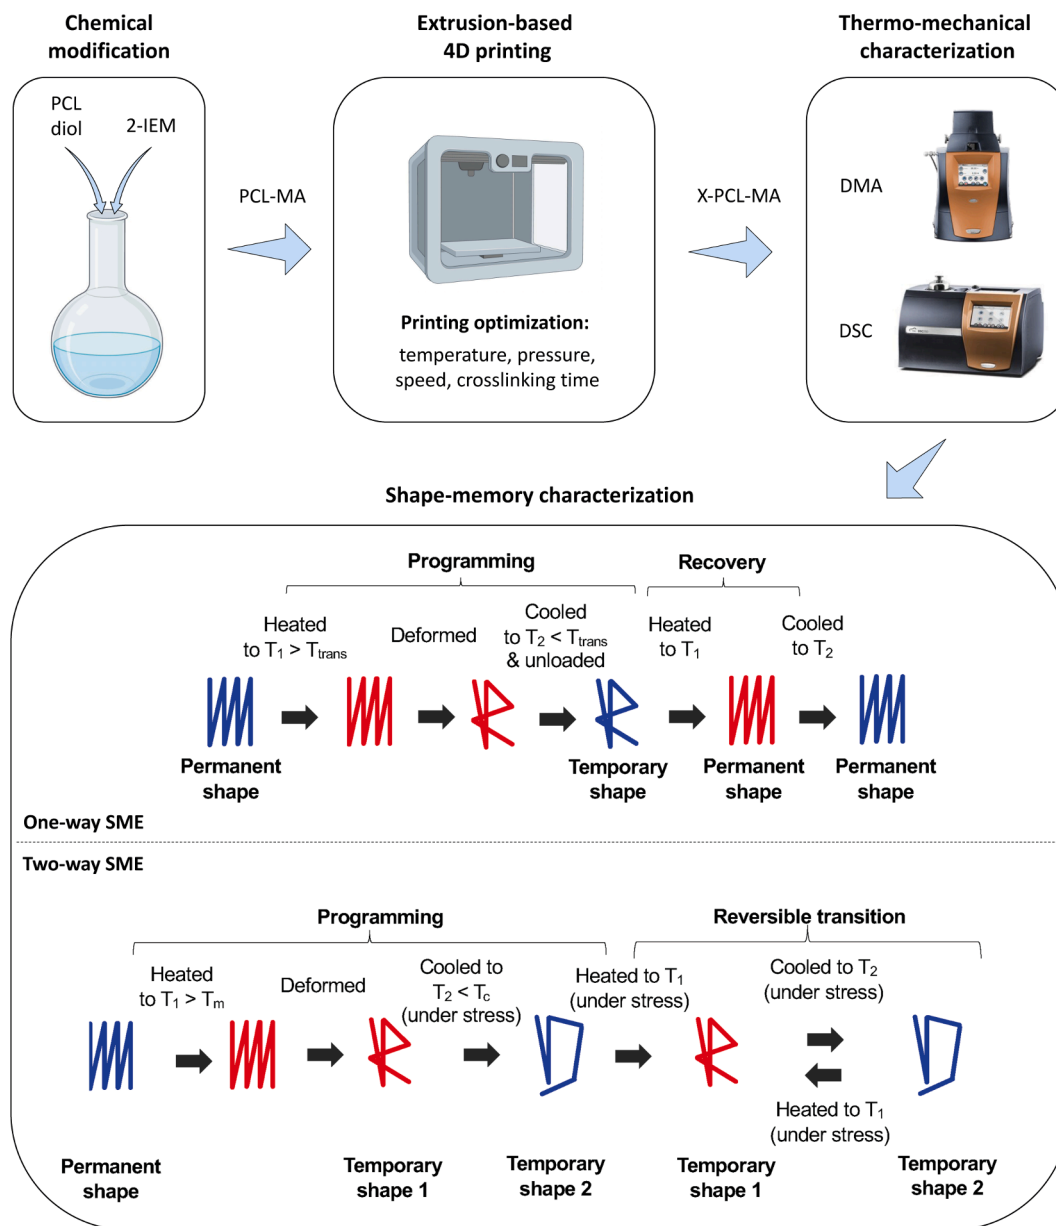 Chemical
modification
Extrusion-based
4D printing
Thermo-mechanical
characterization
PCL
diol
2-IEM
PCL-MA
Printing optimization:
temperature, pressure,
speed, crosslinking time
X-PCL-MA
DMA
DSC
Shape-memory characterization
Programming
Recovery
Heated
to T1 > Ttrans
Deformed
Cooled
to T2 < Ttrans
& unloaded
Heated
to T1
Cooled
to T2
Permanent
shape
Temporary
shape
Permanent
shape
Permanent
shape
One-way SME
Two-way SME
Programming
Reversible transition
Heated
to T1 > Tm
Deformed
Cooled to
T2 < Tc
(under stress)
Heated to T1
(under stress)
Cooled to T2
(under stress)
Heated to T1
(under stress)
Permanent
shape
Temporary
shape 1
Temporary
shape 2
Temporary
shape 1
Temporary
shape 2